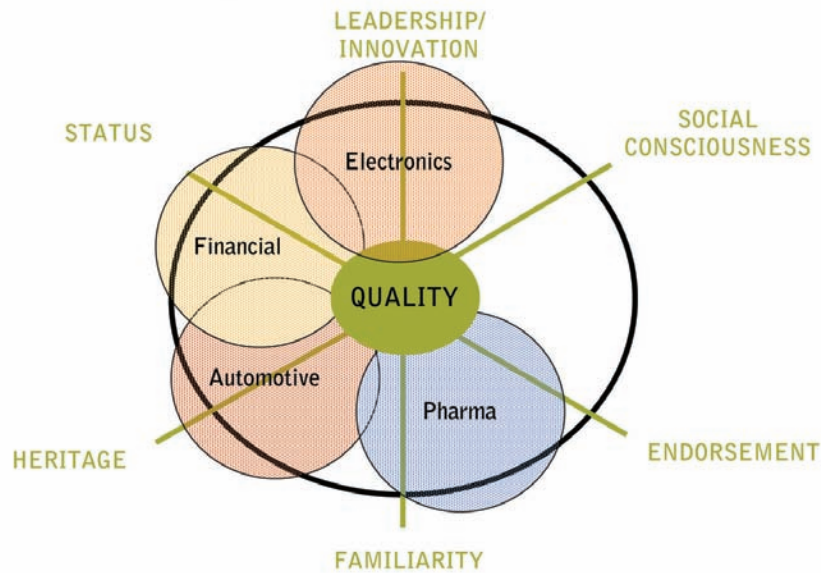 LEADERSHIP/
INNOVATION
STATUS
SOCIAL
CONSCIOUSNESS
Electronics
Financial
QUALITY
Automotive
Pharma
HERITAGE
ENDORSEMENT
FAMILIARITY